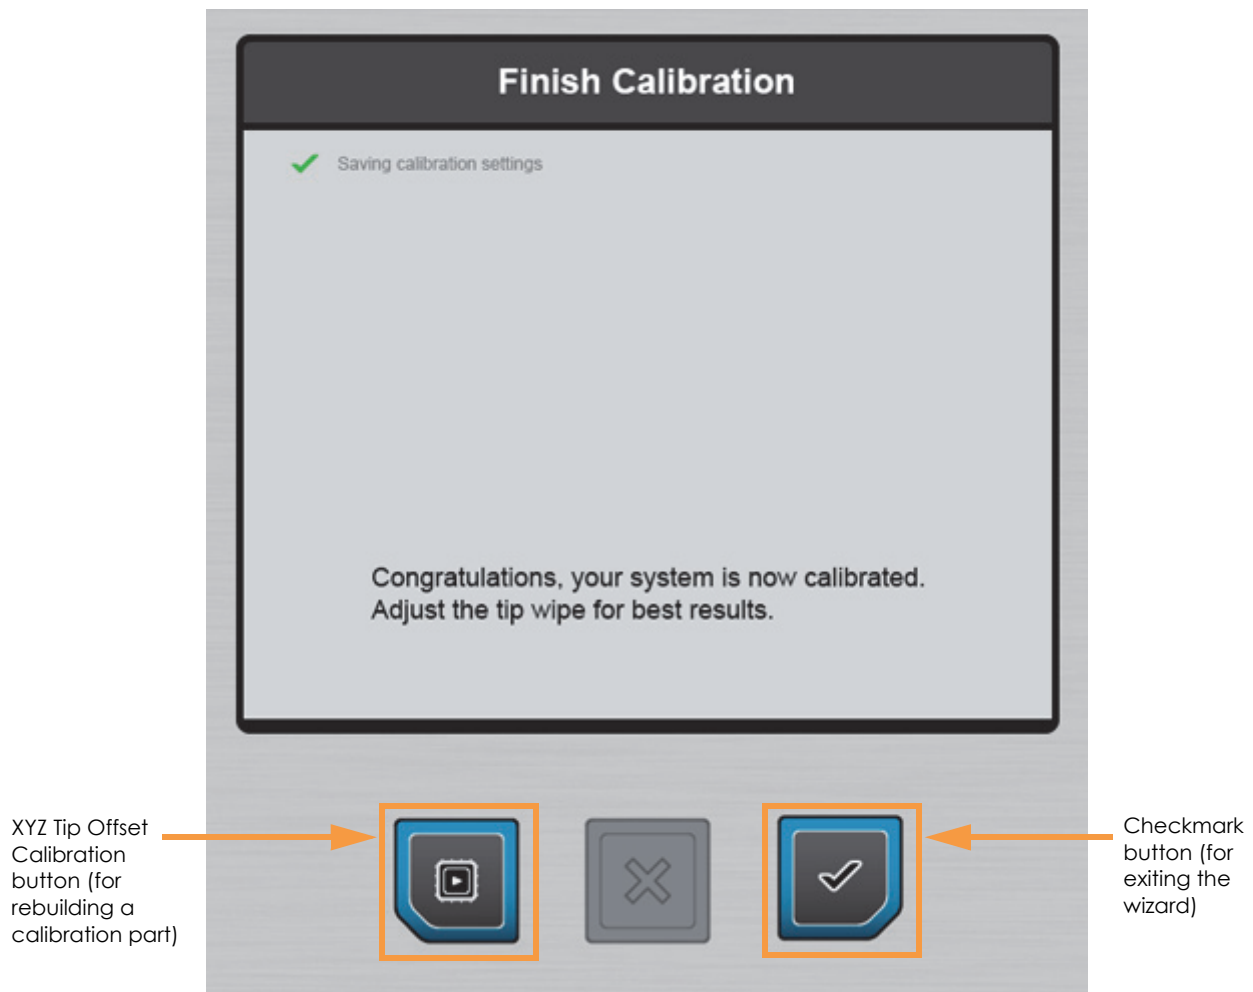 Finish Calibration
Saving calibration settings
Congratulations, your system is now calibrated.
Adjust the tip wipe for best results.
XYZ Tip Offset
Calibration
button (for
rebuilding a
calibration part)
Checkmark
button (for
exiting the
wizard)